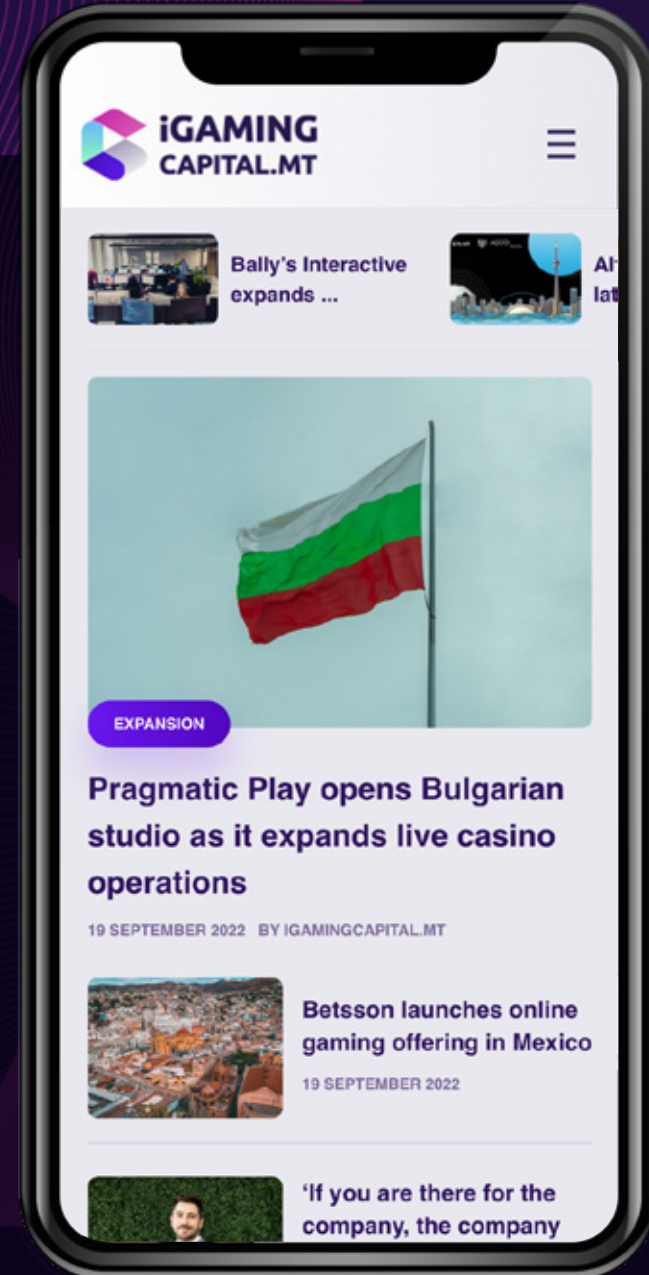 iGAMING
CAPITAL.MT
Bally's Interactive
expands ...
EXPANSION
Pragmatic Play opens Bulgarian
studio as it expands live casino
operations
19 SEPTEMBER 2022 BY IGAMINGCAPITAL.MT
Betsson launches online
gaming offering in Mexico
19 SEPTEMBER 2022
‘If you are there for the
company, the company